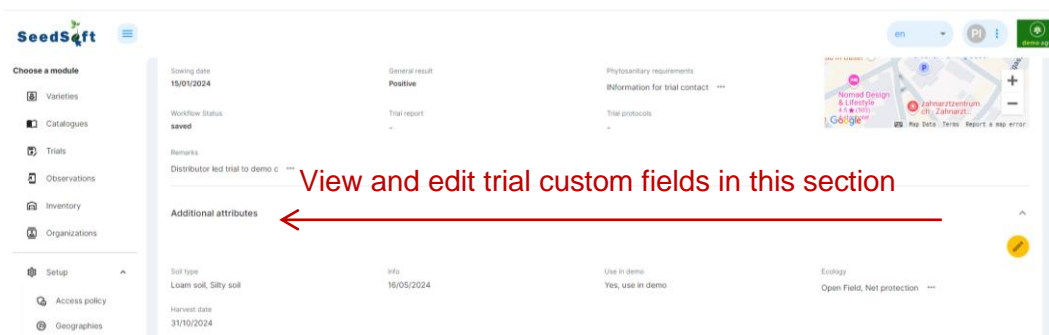 SeedSoft
en
PI
demo ag
Choose a module
Varieties
Catalogues
Trials
Observations
Inventory
Organizations
Setup
Access policy
Geographies
Sowing date
15/01/2024
General result
Positive
Phytosanitary requirements
INformation for trial contact ...
Workflow Status
saved
Trial report
-
Trial protocols
-
Remarks
Distributor led trial to demo c ...
Nomad Design
& Lifestyle
zahnarztzentrum.
ch - Zahnarzt...
Google
Map Data Terms Report a map error
View and edit trial custom fields in this section
Additional attributes
Soil type
Loam soil, Silty soil
info
16/05/2024
Use in demo
Yes, use in demo
Ecology
Open Field, Net protection ...
Harvest date
31/10/2024